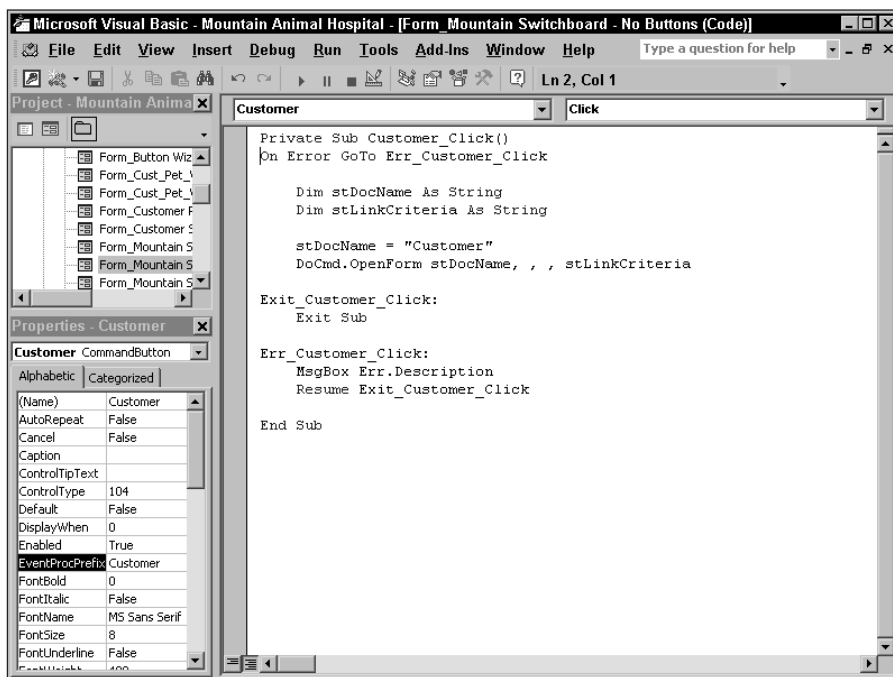 Microsoft Visual Basic - Mountain Animal Hospital - [Form_Mountain Switchboard - No Buttons (Code)]
File Edit View Insert Debug Run Tools Add-Ins Window Help Type a question for help
Ln 2, Col 1
Project - Mountain Anima
Form_Button Wiz
Form_Cust_Pet_
Form_Cust_Pet_
Form_Customer
Form_Customer
Form_Mountain S
Form_Mountain S
Form_Mountain S
Properties - Customer
Customer CommandButton
Alphabetic Categorized
(Name) Customer
AutoRepeat False
Cancel False
Caption
ControlTipText
ControlType 104
Default False
DisplayWhen 0
Enabled True
EventProcPrefix Customer
FontBold 0
FontItalic False
FontName MS Sans Serif
FontSize 8
FontUnderline False
Customer Click
Private Sub Customer_Click()
On Error GoTo Err_Customer_Click
Dim stDocName As String
Dim stLinkCriteria As String
stDocName = "Customer"
DoCmd.OpenForm stDocName, , , stLinkCriteria
Exit_Customer_Click:
Exit Sub
Err_Customer_Click:
MsgBox Err.Description
Resume Exit_Customer_Click
End Sub